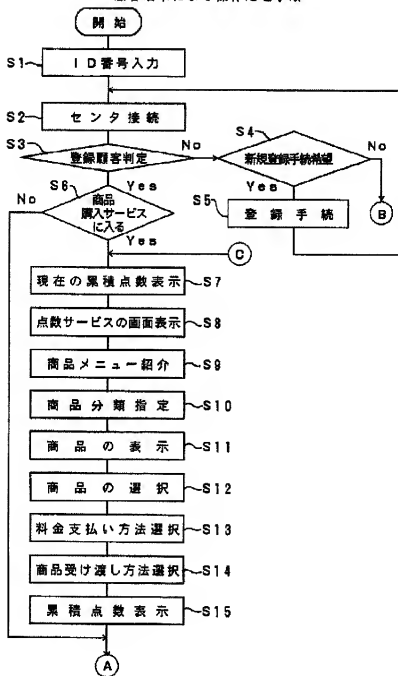 開始
S1 ID番号入力
S2 センタ接続
S3 登録顧客判定
No
Yes
S4 新規登録手続希望
No
Yes
B
S5 登録手続
S6 商品
購入サービス
に入る
No
Yes
C
現在の累積点数表示 S7
点数サービスの画面表示 S8
商品メニュー紹介 S9
商品分類指定 S10
商品の表示 S11
商品の選択 S12
料金支払い方法選択 S13
商品受け渡し方法選択 S14
累積点数表示 S15
A